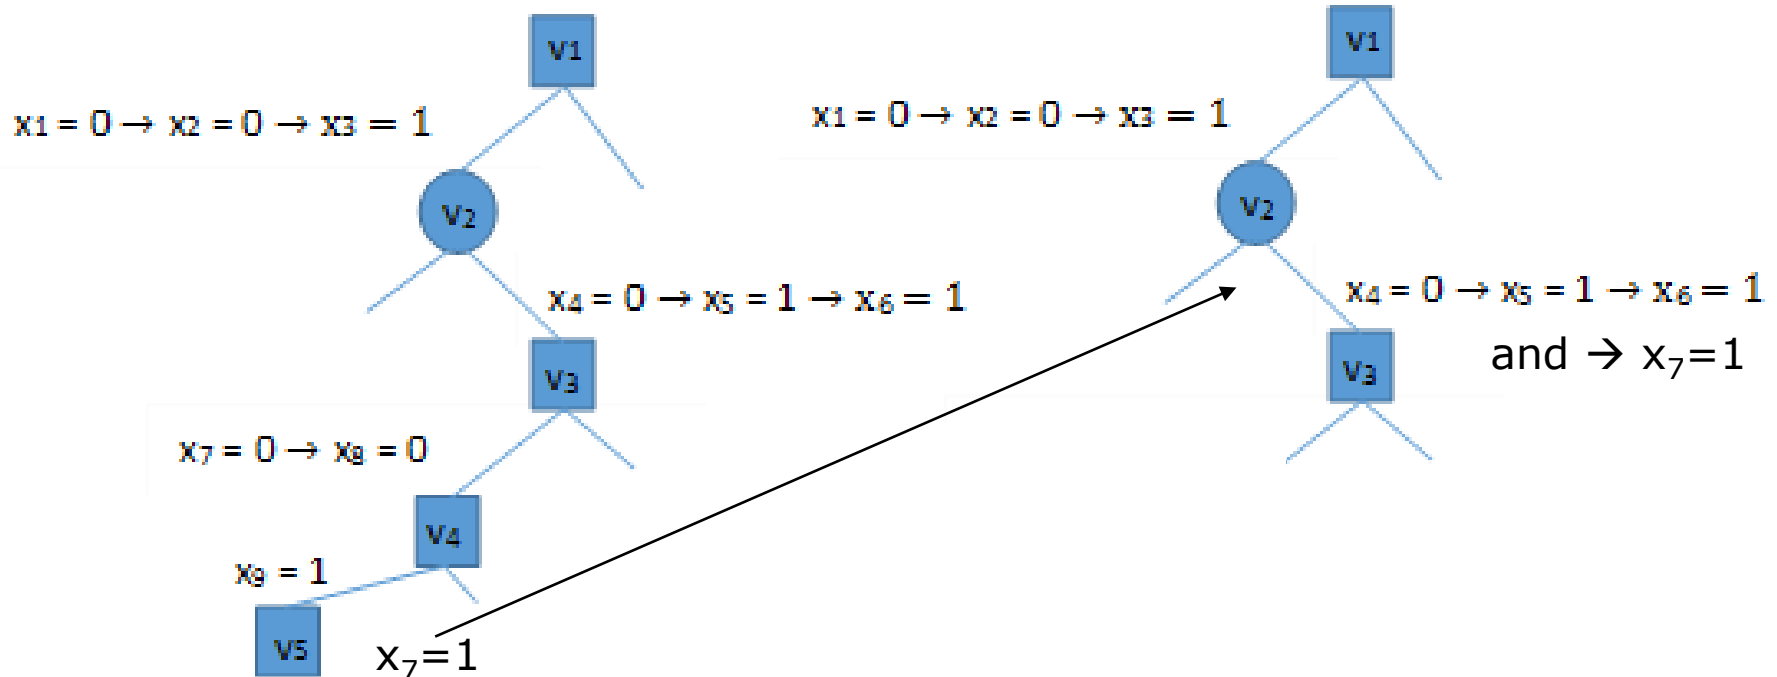 v1
x1 = 0 → x2 = 0 → x3 = 1
v2
x4 = 0 → x5 = 1 → x6 = 1
v3
x7 = 0 → x8 = 0
v4
x9 = 1
v5
x₇=1
v1
x1 = 0 → x2 = 0 → x3 = 1
v2
x4 = 0 → x5 = 1 → x6 = 1
and → x₇=1
v3